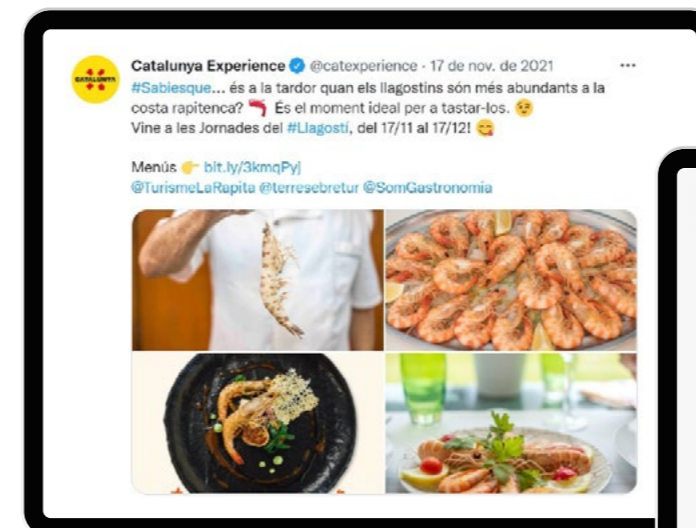 CATALUNYA
Catalunya Experience @catexperience · 17 de nov. de 2021
#Sabiesque... és a la tardor quan els llagostins són més abundants a la
costa rapitenca? 🦐 És el moment ideal per a tastar-los. 😉
Vine a les Jornades del #Llagostí, del 17/11 al 17/12! 😋
Menús 👉 bit.ly/3kmqPyj
@TurismeLaRapita @terresebretur @SomGastronomia